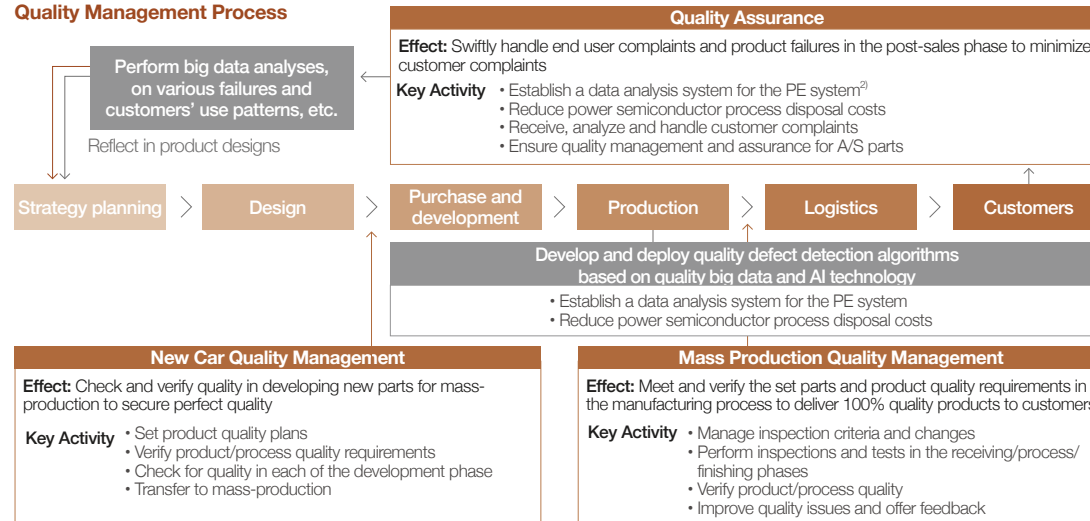 Quality Management Process
Quality Assurance
Effect: Swiftly handle end user complaints and product failures in the post-sales phase to minimize
customer complaints
Key Activity • Establish a data analysis system for the PE system2)
• Reduce power semiconductor process disposal costs
• Receive, analyze and handle customer complaints
• Ensure quality management and assurance for A/S parts
Perform big data analyses,
on various failures and
customers' use patterns, etc.
Reflect in product designs
Strategy planning
Design
Purchase and
development
Production
Logistics
Customers
Develop and deploy quality defect detection algorithms
based on quality big data and AI technology
• Establish a data analysis system for the PE system
• Reduce power semiconductor process disposal costs
New Car Quality Management
Effect: Check and verify quality in developing new parts for mass-
production to secure perfect quality
Key Activity • Set product quality plans
• Verify product/process quality requirements
• Check for quality in each of the development phase
• Transfer to mass-production
Mass Production Quality Management
Effect: Meet and verify the set parts and product quality requirements in
the manufacturing process to deliver 100% quality products to customers
Key Activity • Manage inspection criteria and changes
• Perform inspections and tests in the receiving/process/
finishing phases
• Verify product/process quality
• Improve quality issues and offer feedback